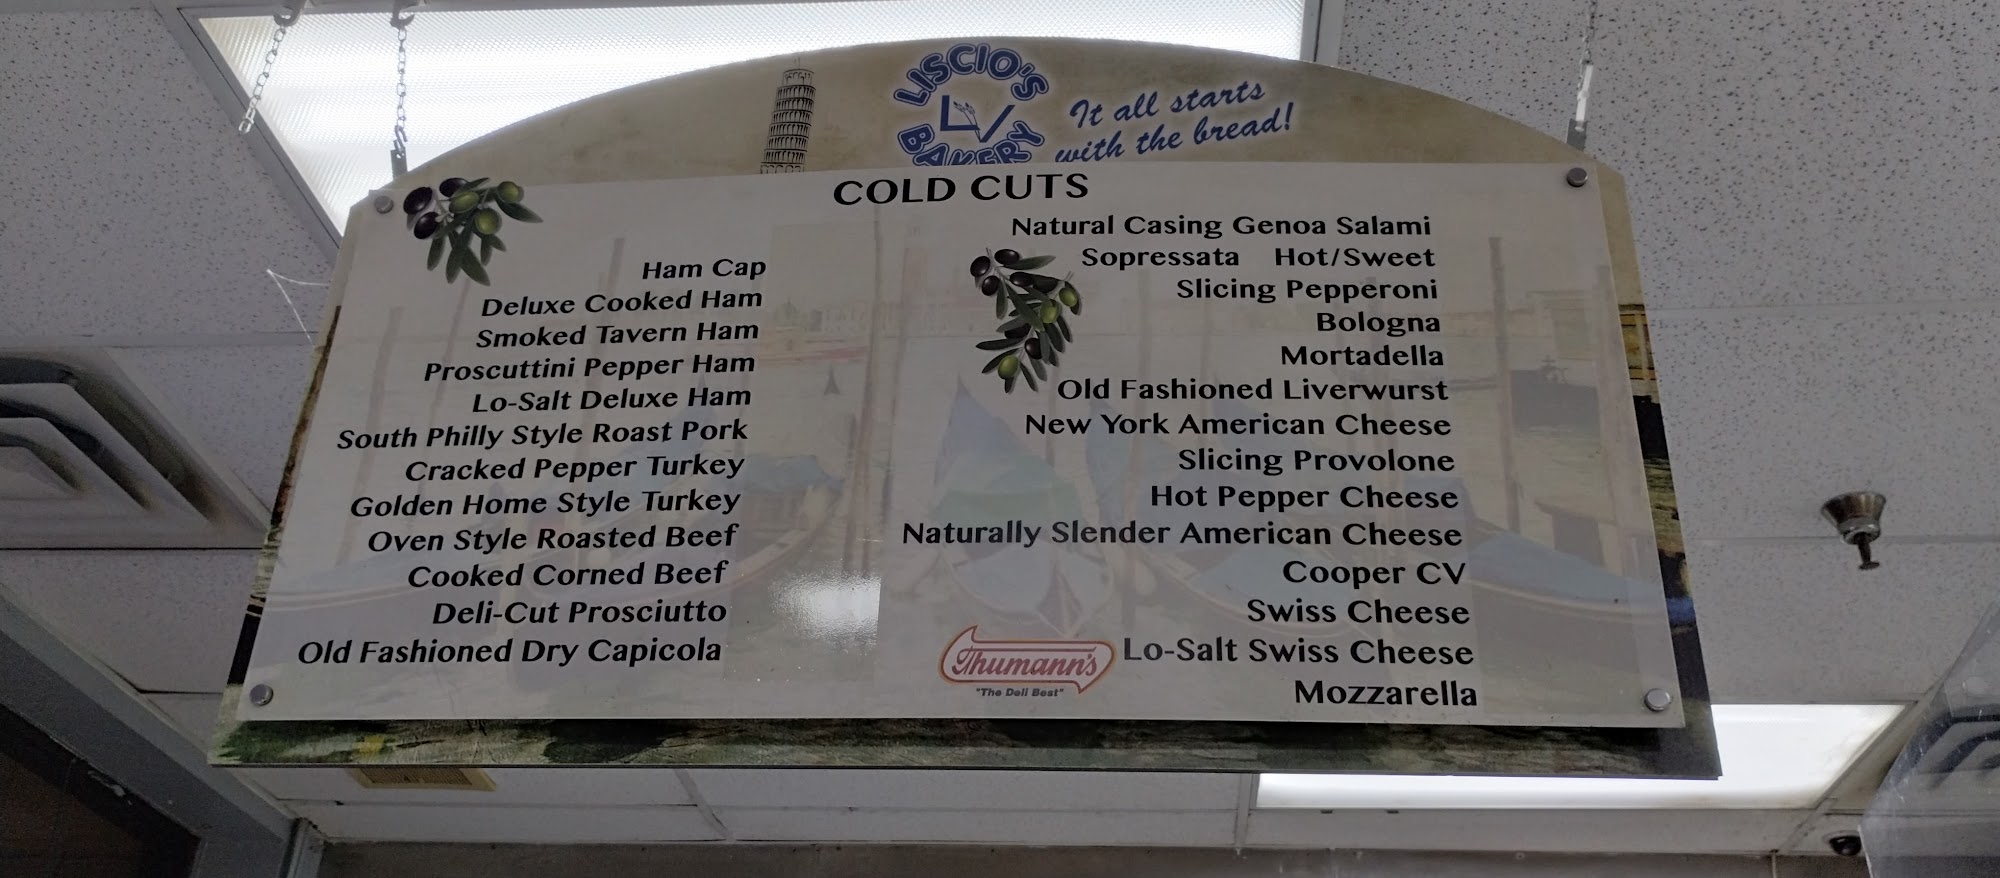 LISCIO'S
LV
BAKERY
It all starts
with the bread!
COLD CUTS
Ham Cap
Deluxe Cooked Ham
Smoked Tavern Ham
Proscuttini Pepper Ham
Lo-Salt Deluxe Ham
South Philly Style Roast Pork
Cracked Pepper Turkey
Golden Home Style Turkey
Oven Style Roasted Beef
Cooked Corned Beef
Deli-Cut Prosciutto
Old Fashioned Dry Capicola
Natural Casing Genoa Salami
Sopressata Hot/Sweet
Slicing Pepperoni
Bologna
Mortadella
Old Fashioned Liverwurst
New York American Cheese
Slicing Provolone
Hot Pepper Cheese
Naturally Slender American Cheese
Cooper CV
Swiss Cheese
Lo-Salt Swiss Cheese
Mozzarella
Thumann's
"The Deli Best"